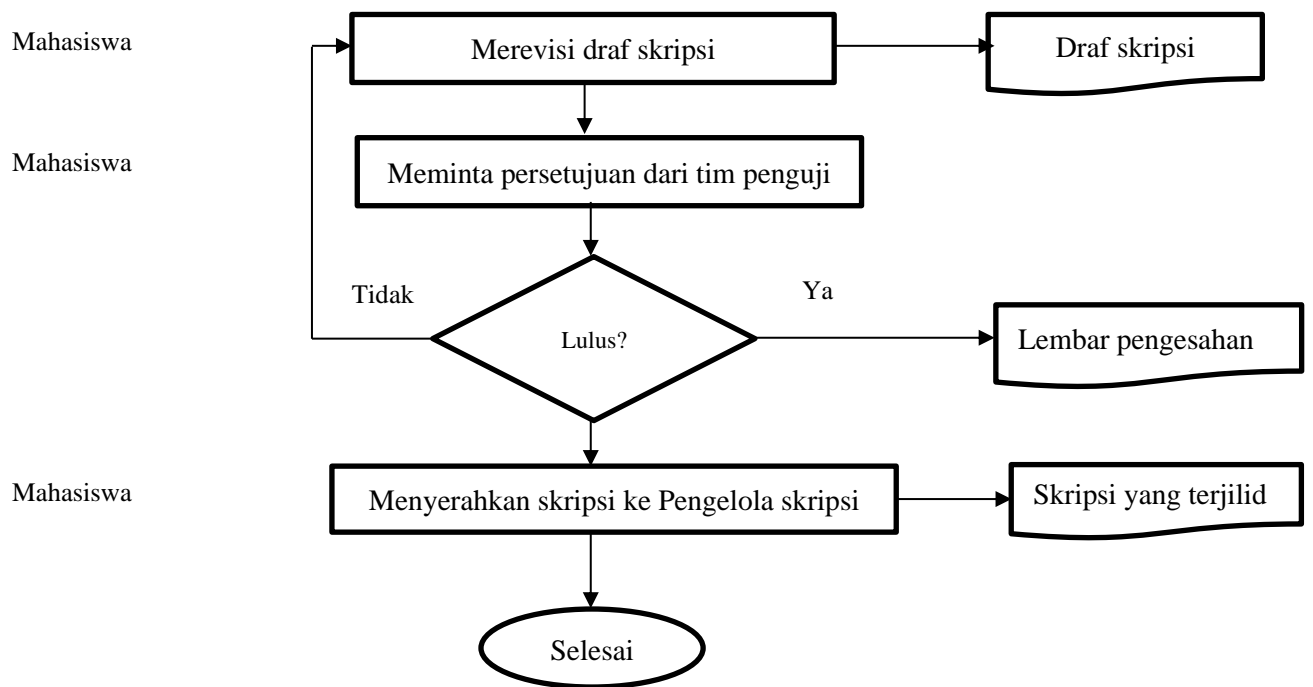 Mahasiswa
Merevisi draf skripsi
Draf skripsi
Mahasiswa
Meminta persetujuan dari tim penguji
Tidak
Ya
Lulus?
Lembar pengesahan
Mahasiswa
Menyerahkan skripsi ke Pengelola skripsi
Skripsi yang terjilid
Selesai